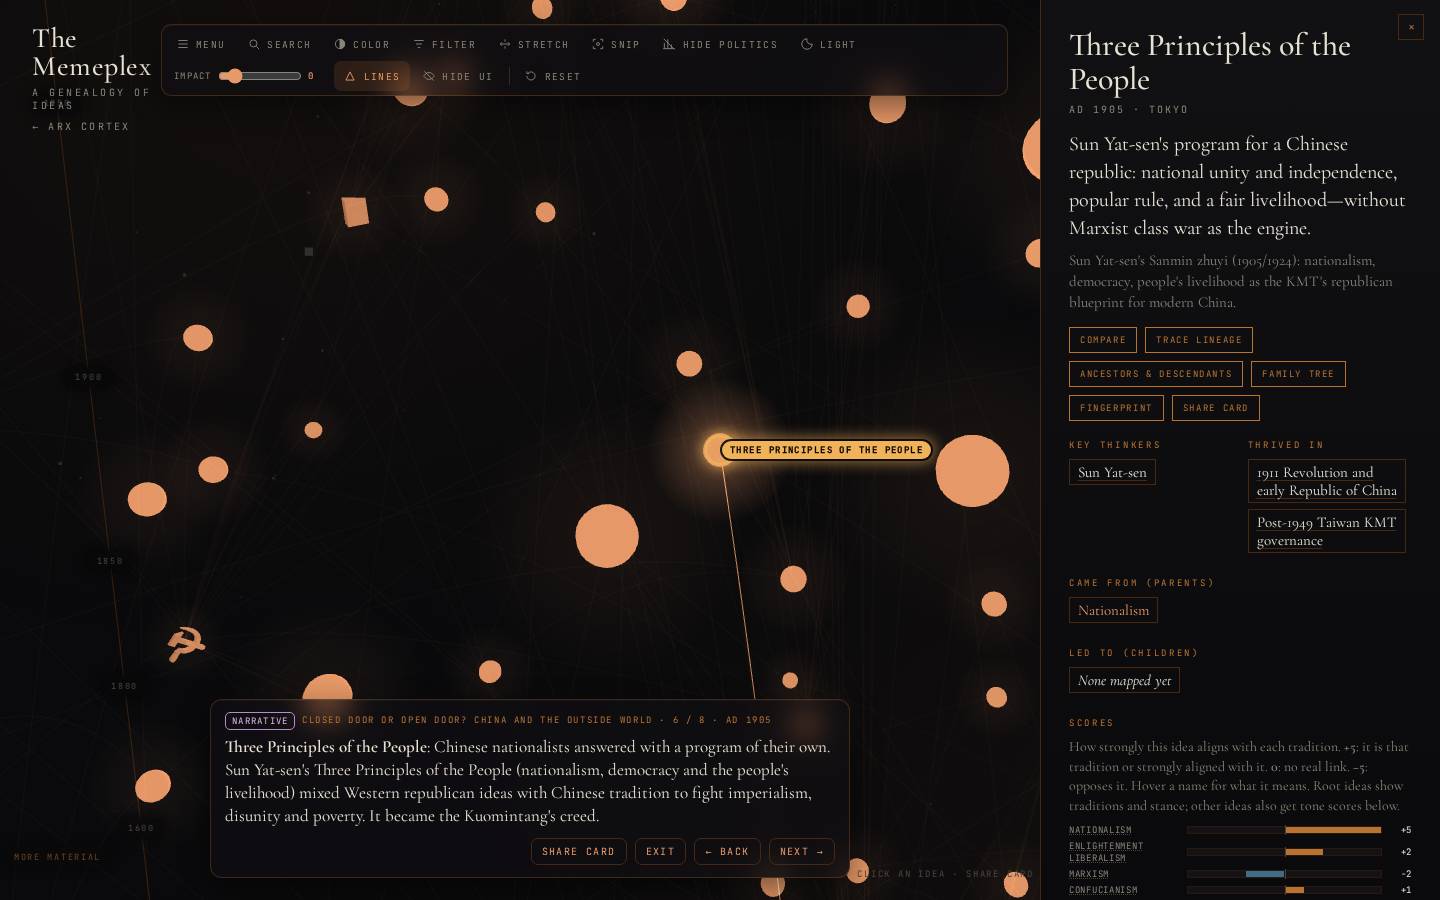 The
Memeplex
A GENEALOGY OF
IDEAS
← ARX CORTEX
MENU
SEARCH
COLOR
FILTER
STRETCH
SNIP
HIDE POLITICS
LIGHT
IMPACT
0
LINES
HIDE UI
RESET
1900
1850
1800
1600
MORE MATERIAL
THREE PRINCIPLES OF THE PEOPLE
NARRATIVE CLOSED DOOR OR OPEN DOOR? CHINA AND THE OUTSIDE WORLD · 6 / 8 · AD 1905
Three Principles of the People: Chinese nationalists answered with a program of their own.
Sun Yat-sen's Three Principles of the People (nationalism, democracy and the people's
livelihood) mixed Western republican ideas with Chinese tradition to fight imperialism,
disunity and poverty. It became the Kuomintang's creed.
SHARE CARD
EXIT
← BACK
NEXT →
CLICK AN IDEA · SHARE CARD
×
Three Principles of the
People
AD 1905 · TOKYO
Sun Yat-sen's program for a Chinese
republic: national unity and independence,
popular rule, and a fair livelihood—without
Marxist class war as the engine.
Sun Yat-sen's Sanmin zhuyi (1905/1924): nationalism,
democracy, people's livelihood as the KMT's republican
blueprint for modern China.
COMPARE
TRACE LINEAGE
ANCESTORS & DESCENDANTS
FAMILY TREE
FINGERPRINT
SHARE CARD
KEY THINKERS
Sun Yat-sen
THRIVED IN
1911 Revolution and
early Republic of China
Post-1949 Taiwan KMT
governance
CAME FROM (PARENTS)
Nationalism
LED TO (CHILDREN)
None mapped yet
SCORES
How strongly this idea aligns with each tradition. +5: it is that
tradition or strongly aligned with it. 0: no real link. −5:
opposes it. Hover a name for what it means. Root ideas show
traditions and stance; other ideas also get tone scores below.
NATIONALISM +5
ENLIGHTENMENT
LIBERALISM +2
MARXISM -2
CONFUCIANISM +1